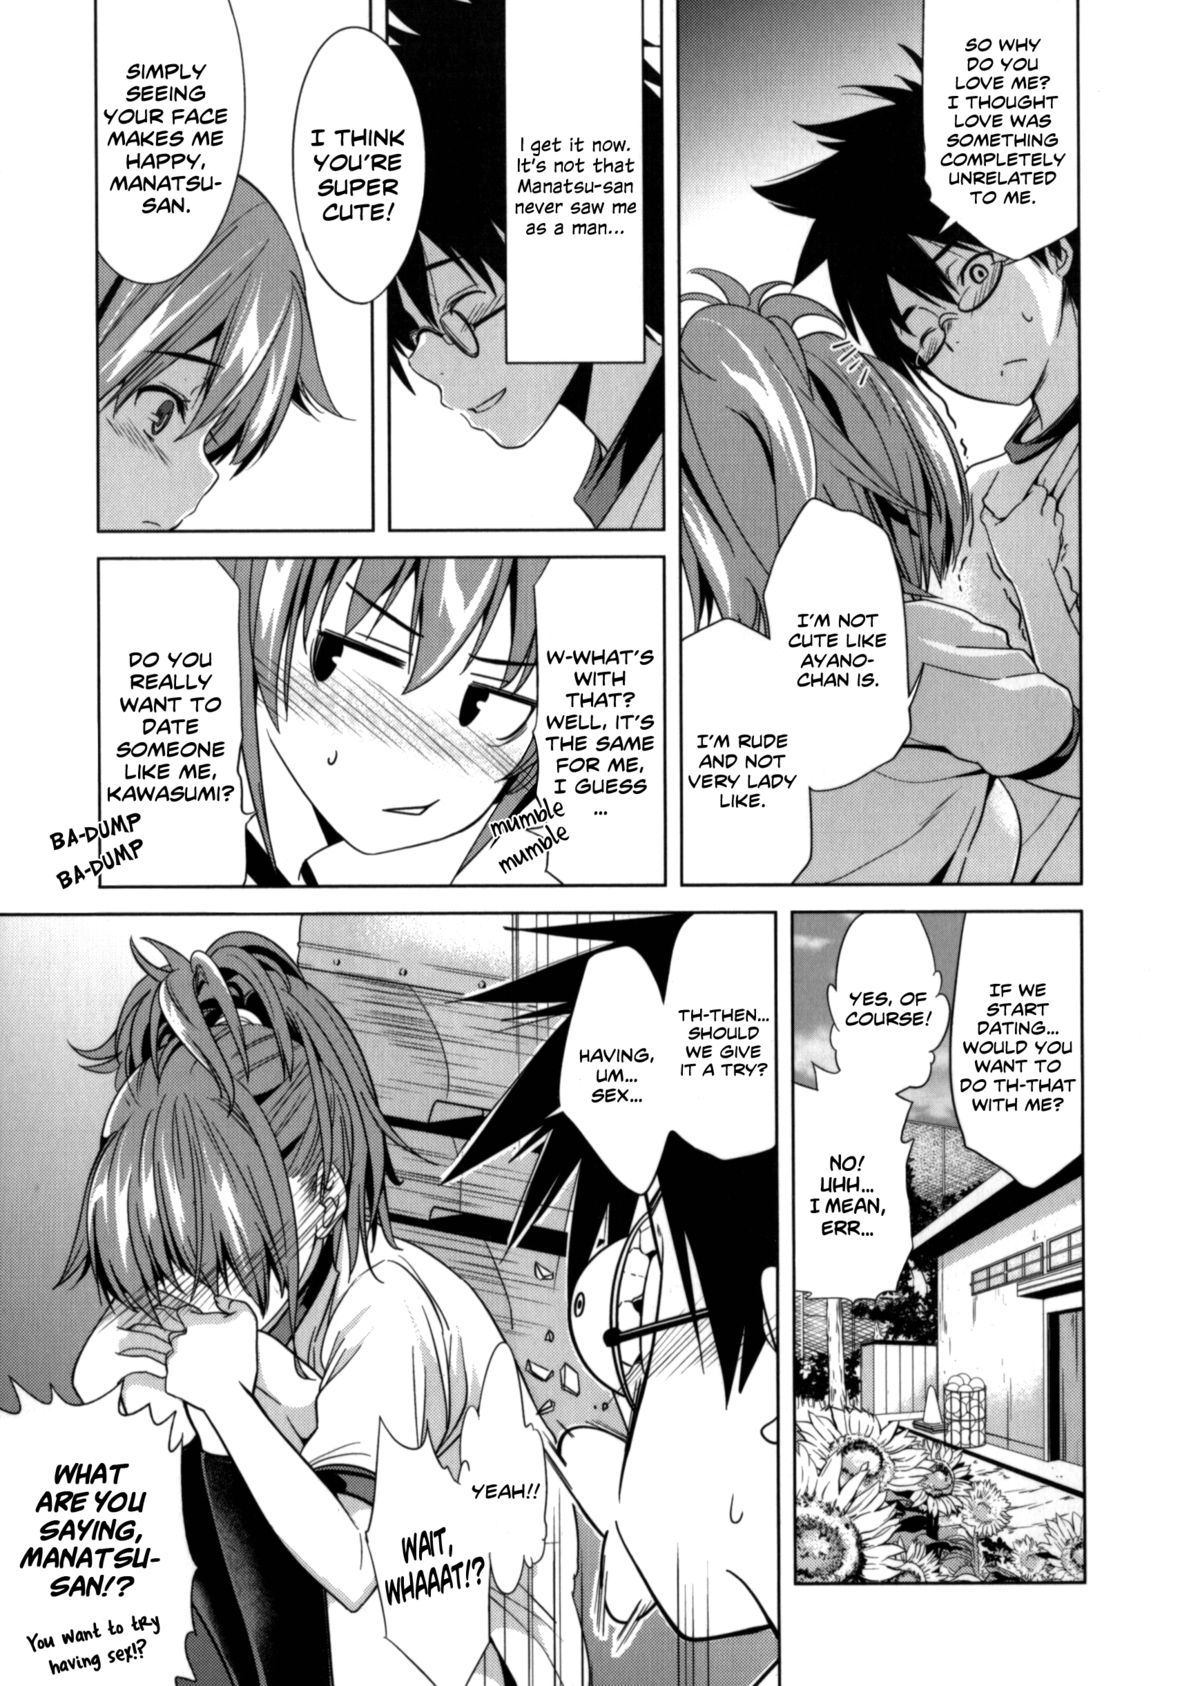 SO WHY
DO YOU
LOVE ME?
I THOUGHT
LOVE WAS
SOMETHING
COMPLETELY
UNRELATED
TO ME.
I'M NOT
CUTE LIKE
AYANO-
CHAN IS.
I'M RUDE
AND NOT
VERY LADY
LIKE.
I get it now.
It's not that
Manatsu-san
never saw me
as a man...
I THINK
YOU'RE
SUPER
CUTE!
SIMPLY
SEEING
YOUR FACE
MAKES ME
HAPPY,
MANATSU-
SAN.
W-WHAT'S
WITH
THAT?
WELL, IT'S
THE SAME
FOR ME,
I GUESS
...
mumble
mumble
DO YOU
REALLY
WANT TO
DATE
SOMEONE
LIKE ME,
KAWASUMI?
BA-DUMP
BA-DUMP
IF WE
START
DATING...
WOULD YOU
WANT TO
DO TH-THAT
WITH ME?
YES, OF
COURSE!
NO!
UHH...
I MEAN,
ERR...
TH-THEN...
SHOULD
WE GIVE
IT A TRY?
HAVING,
UM...
SEX...
YEAH!!
WAIT,
WHAAAT!?
WHAT
ARE YOU
SAYING,
MANATSU-
SAN!?
You want to try
having sex!?